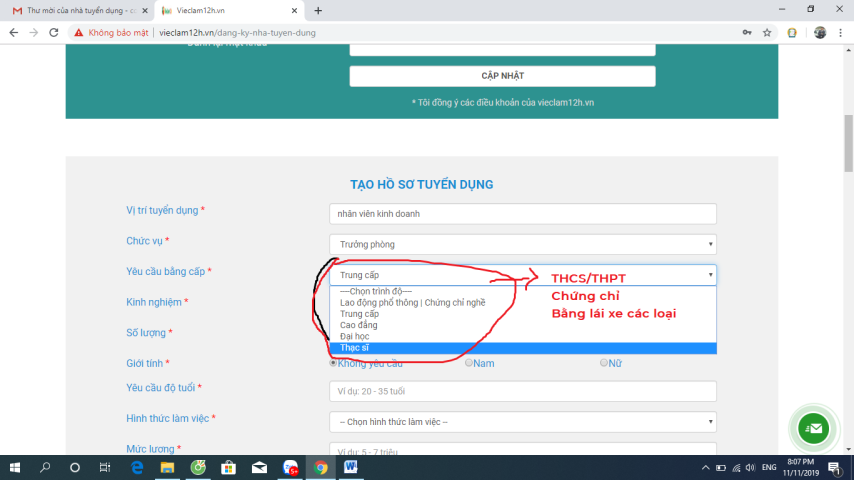 Thư mời của nhà tuyển dụng - co
Vieclam12h.vn
Không bảo mật | vieclam12h.vn/dang-ky-nha-tuyen-dung
CẬP NHẬT
* Tôi đồng ý các điều khoản của vieclam12h.vn
TẠO HỒ SƠ TUYỂN DỤNG
Vị trí tuyển dụng *
nhân viên kinh doanh
Chức vụ *
Trưởng phòng
Yêu cầu bằng cấp *
Trung cấp
THCS/THPT
Chứng chỉ
Bằng lái xe các loại
---Chọn trình độ---
Lao động phổ thông | Chứng chỉ nghề
Trung cấp
Cao đẳng
Đại học
Thạc sĩ
Kinh nghiệm *
Số lượng *
Giới tính *
Không yêu cầu
Nam
Nữ
Yêu cầu độ tuổi *
Ví dụ: 20 - 35 tuổi
Hình thức làm việc *
-- Chọn hình thức làm việc --
Mức lương *
Ví dụ: 5 - 7 triệu
ENG
8:07 PM
11/11/2019